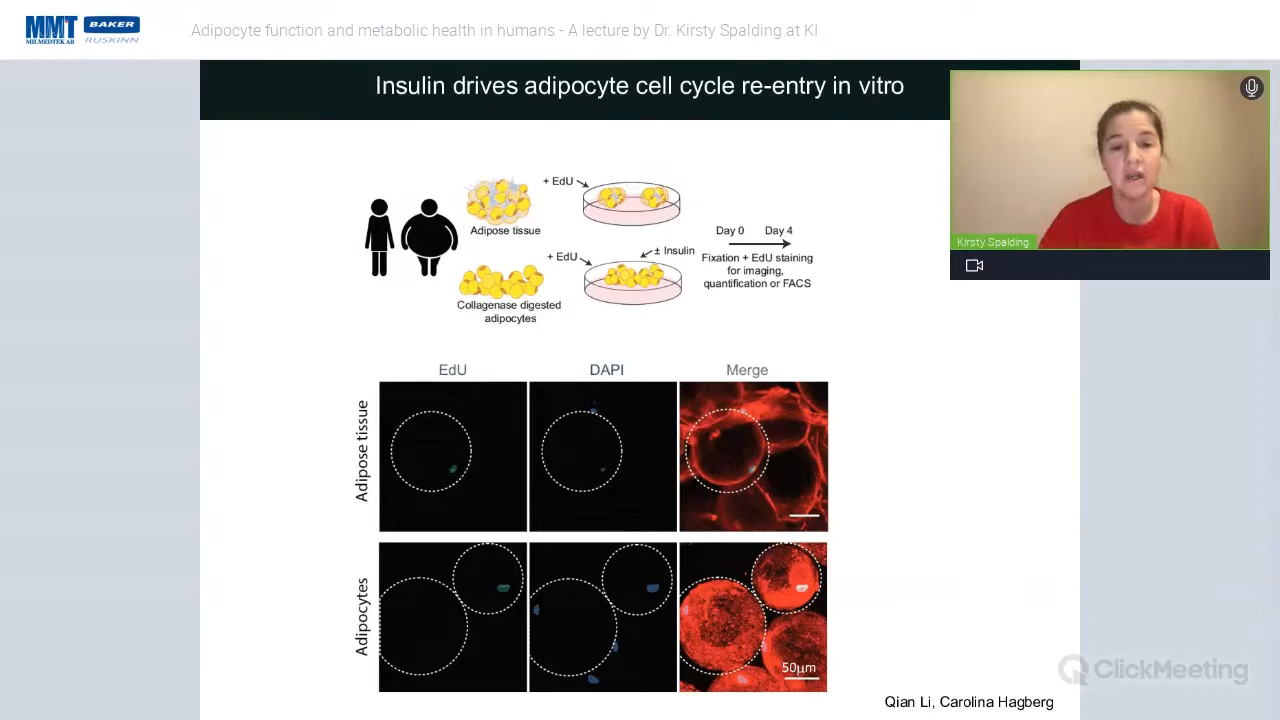 MMT
MILMEDTEK AB
BAKER
RUSKINN
Adipocyte function and metabolic health in humans - A lecture by Dr. Kirsty Spalding at KI
Insulin drives adipocyte cell cycle re-entry in vitro
Kirsty Spalding
+ EdU
Adipose tissue
Day 0 Day 4
± Insulin
+ EdU
Fixation + EdU staining
for imaging,
quantification or FACS
Collagenase digested
adipocytes
EdU DAPI Merge
Adipose tissue
Adipocytes
50µm
ClickMeeting
Qian Li, Carolina Hagberg